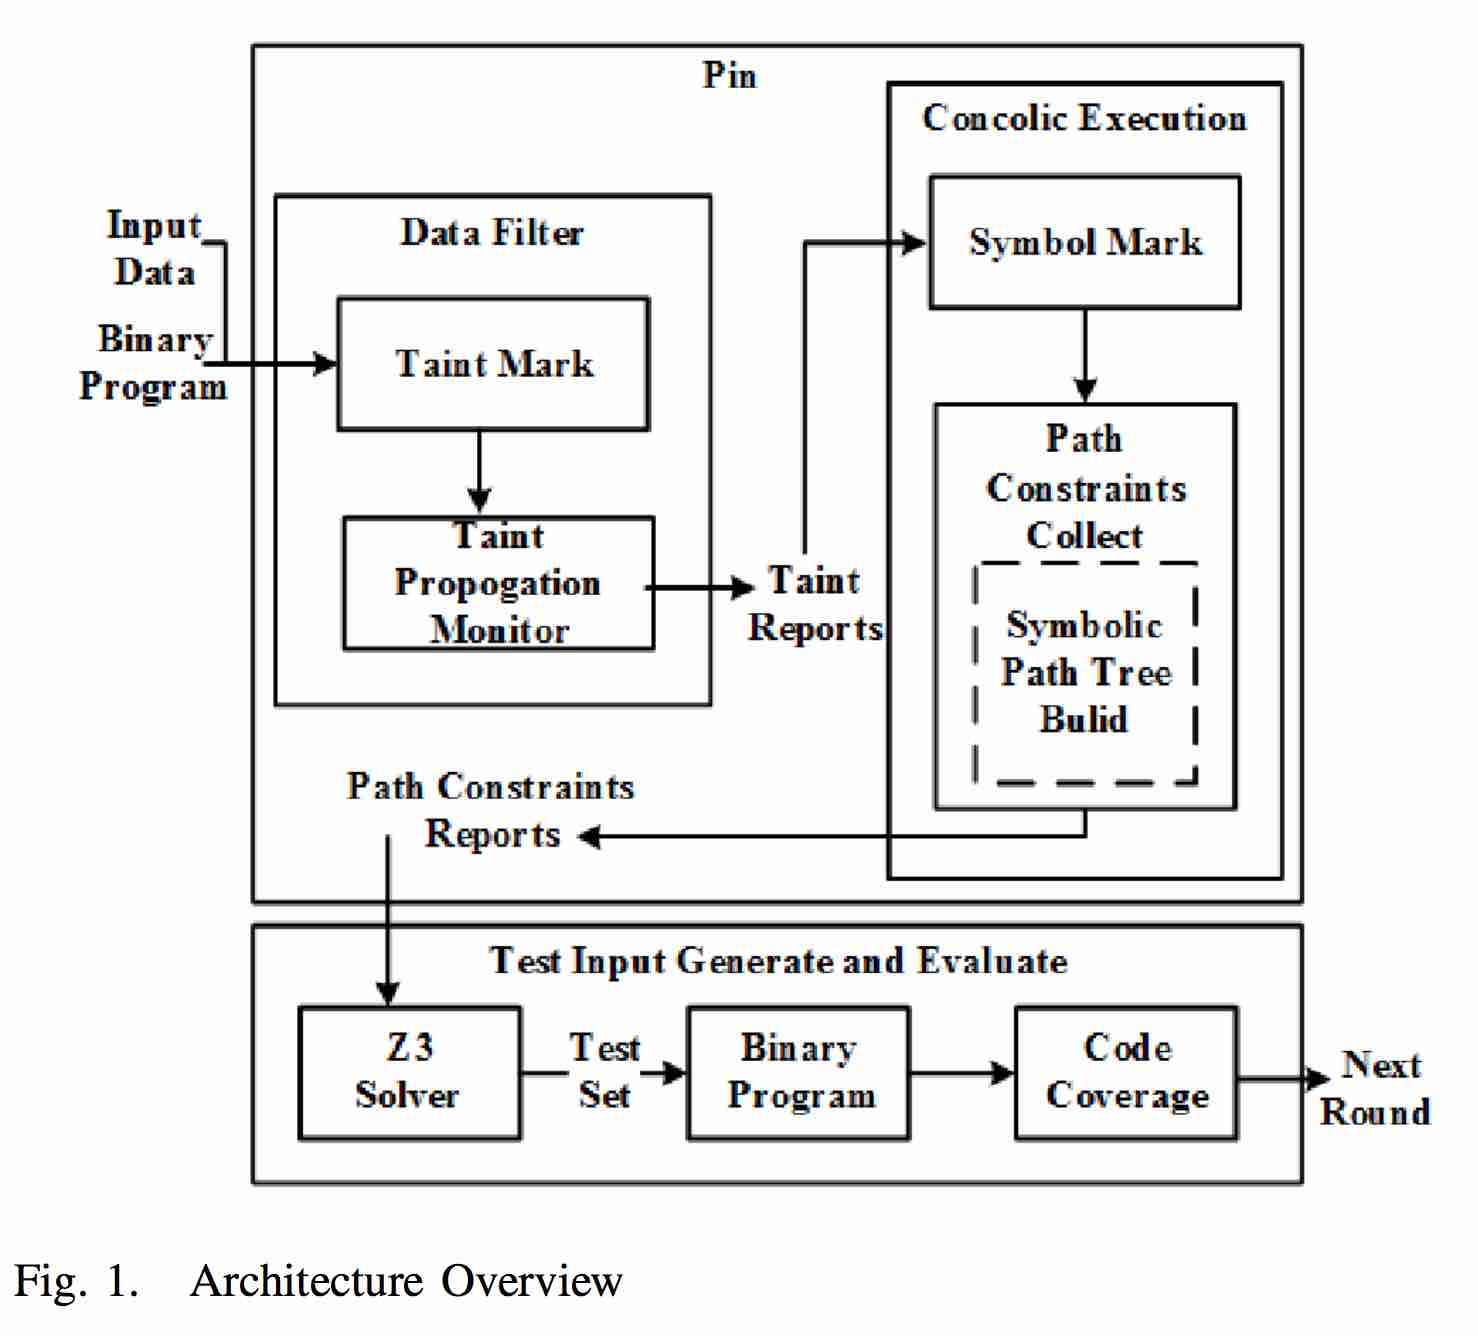 Pin
Concolic Execution
Input
Data
Binary
Program
Data Filter
Taint Mark
Taint
Propogation
Monitor
Taint
Reports
Symbol Mark
Path
Constraints
Collect
Symbolic
Path Tree
Bulid
Path Constraints
Reports
Test Input Generate and Evaluate
Z3
Solver
Test
Set
Binary
Program
Code
Coverage
Next
Round
Fig. 1. Architecture Overview